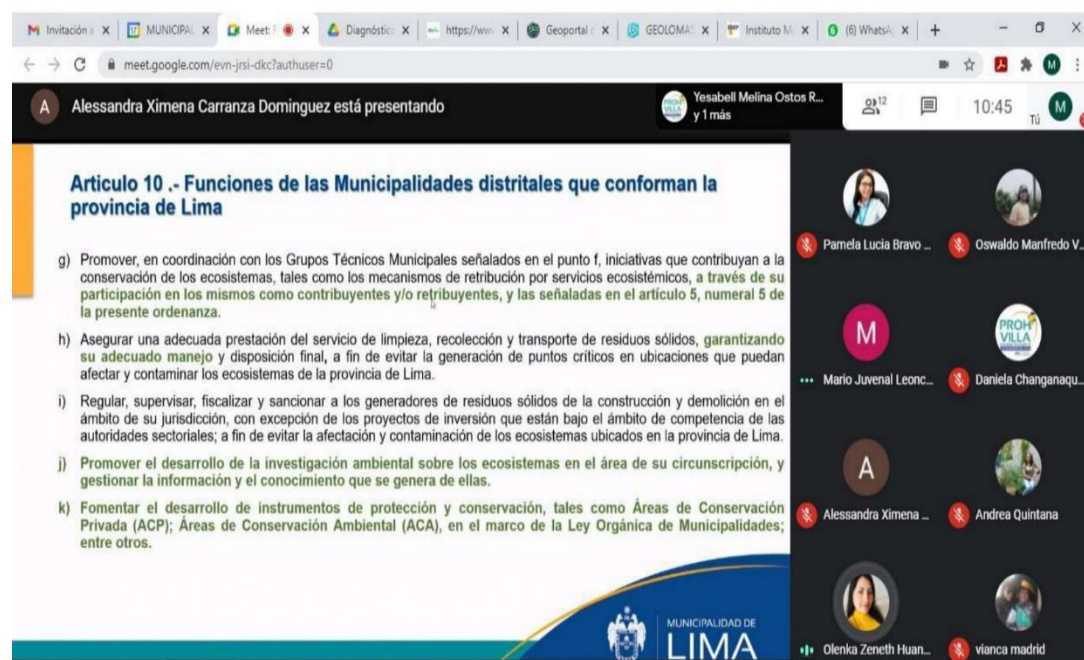 Invitación a
MUNICIPAL
Meet: F
Diagnóstic
https://www
Geoportal
GEOLOMAS
Instituto M
(6) WhatsA
meet.google.com/evn-jrsi-dkc?authuser=0
A
Alessandra Ximena Carranza Dominguez está presentando
Yesabell Melina Ostos R...
y 1 más
12
10:45
Tú
M
Articulo 10 .- Funciones de las Municipalidades distritales que conforman la
provincia de Lima
g) Promover, en coordinación con los Grupos Técnicos Municipales señalados en el punto f, iniciativas que contribuyan a la
conservación de los ecosistemas, tales como los mecanismos de retribución por servicios ecosistémicos, a través de su
participación en los mismos como contribuyentes y/o retribuyentes, y las señaladas en el artículo 5, numeral 5 de
la presente ordenanza.
h) Asegurar una adecuada prestación del servicio de limpieza, recolección y transporte de residuos sólidos, garantizando
su adecuado manejo y disposición final, a fin de evitar la generación de puntos críticos en ubicaciones que puedan
afectar y contaminar los ecosistemas de la provincia de Lima.
i) Regular, supervisar, fiscalizar y sancionar a los generadores de residuos sólidos de la construcción y demolición en el
ámbito de su jurisdicción, con excepción de los proyectos de inversión que están bajo el ámbito de competencia de las
autoridades sectoriales; a fin de evitar la afectación y contaminación de los ecosistemas ubicados en la provincia de Lima.
j) Promover el desarrollo de la investigación ambiental sobre los ecosistemas en el área de su circunscripción, y
gestionar la información y el conocimiento que se genera de ellas.
k) Fomentar el desarrollo de instrumentos de protección y conservación, tales como Áreas de Conservación
Privada (ACP); Áreas de Conservación Ambiental (ACA), en el marco de la Ley Orgánica de Municipalidades;
entre otros.
MUNICIPALIDAD DE
LIMA
Pamela Lucia Bravo ...
Oswaldo Manfredo V...
M
PROH
VILLA
Mario Juvenal Leonc...
Daniela Changanaqu...
A
Alessandra Ximena ...
Andrea Quintana
Olenka Zeneth Huan...
vianca madrid